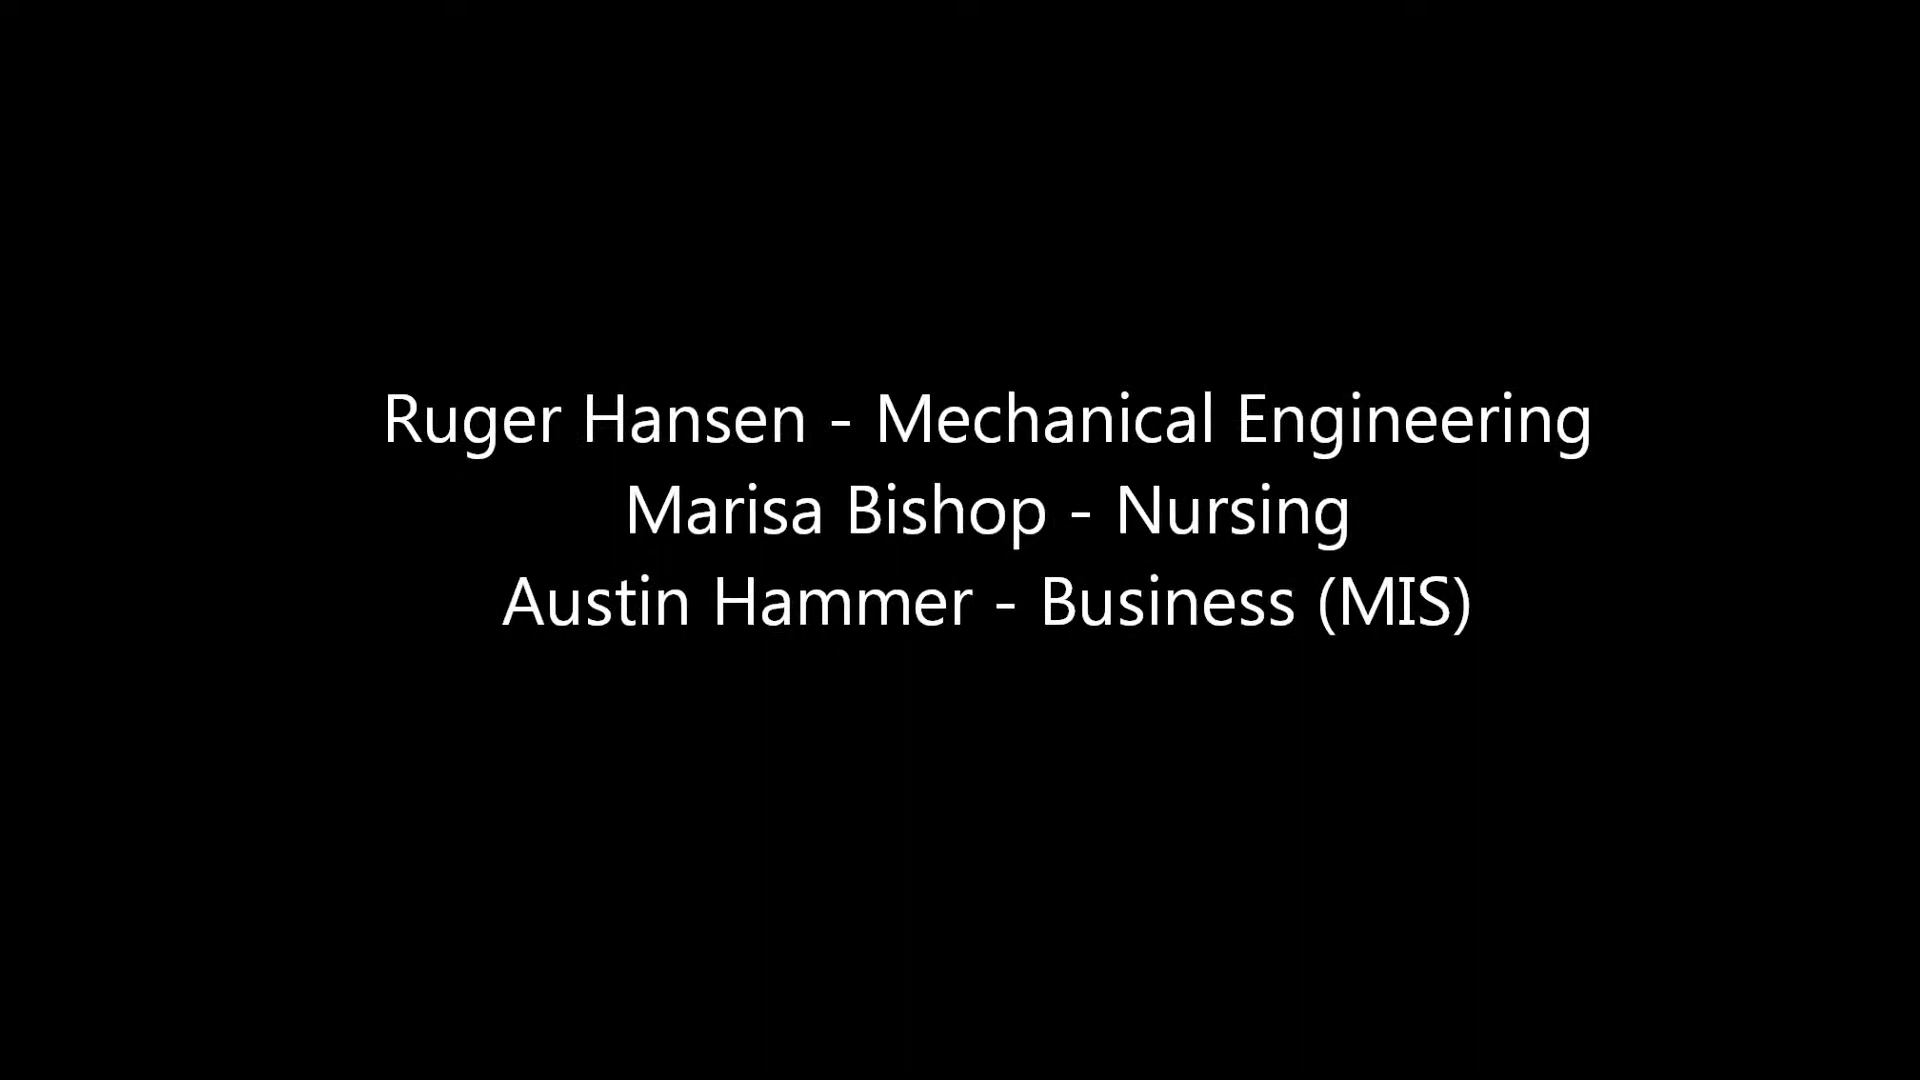 Ruger Hansen - Mechanical Engineering
Marisa Bishop - Nursing
Austin Hammer - Business (MIS)